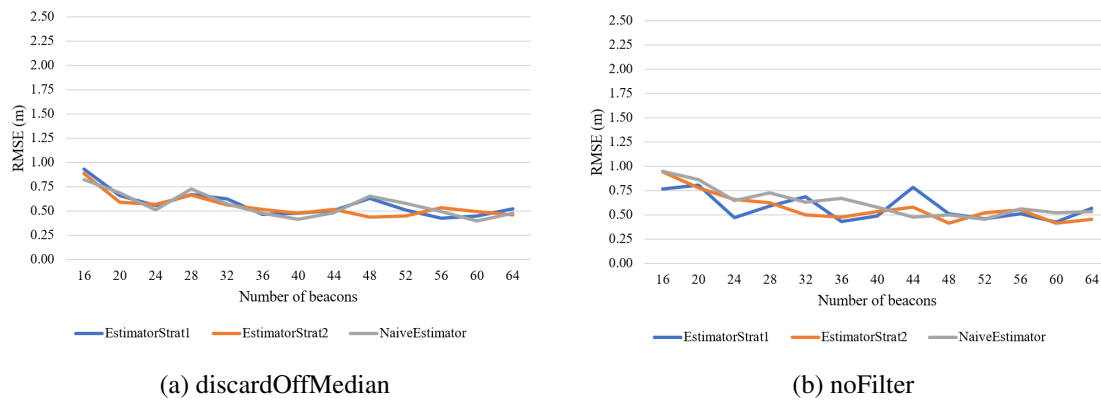 2.50
2.25
2.00
1.75
1.50
1.25
1.00
0.75
0.50
0.25
0.00
RMSE (m)
16 20 24 28 32 36 40 44 48 52 56 60 64
Number of beacons
EstimatorStrat1 EstimatorStrat2 NaiveEstimator
(a) discardOffMedian
2.50
2.25
2.00
1.75
1.50
1.25
1.00
0.75
0.50
0.25
0.00
RMSE (m)
16 20 24 28 32 36 40 44 48 52 56 60 64
Number of beacons
EstimatorStrat1 EstimatorStrat2 NaiveEstimator
(b) noFilter